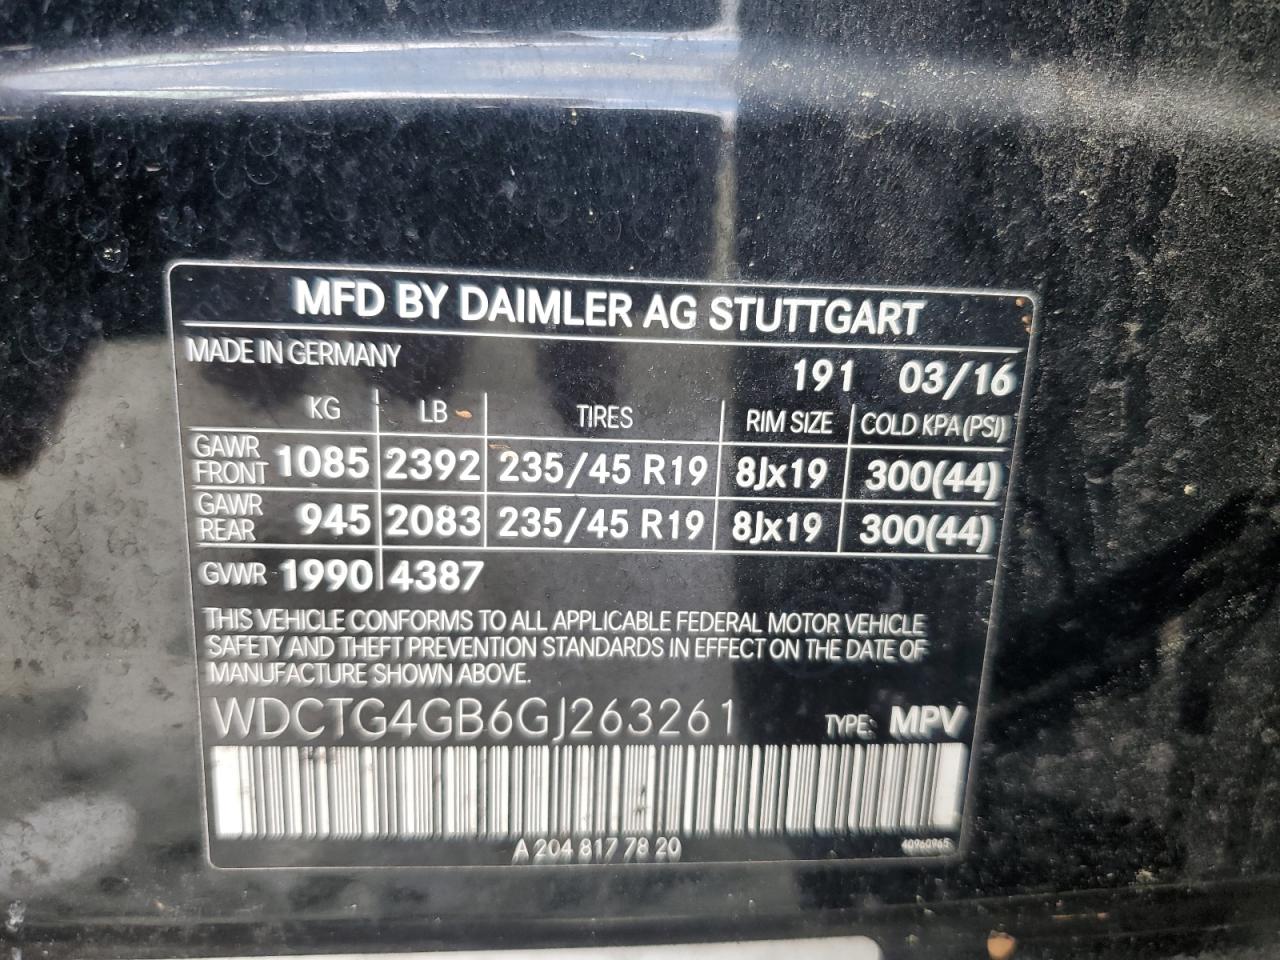 MFD BY DAIMLER AG STUTTGART
MADE IN GERMANY 191 03/16
KG LB TIRES RIM SIZE COLD KPA (PSI)
GAWR FRONT 1085 2392 235/45 R19 8Jx19 300(44)
GAWR REAR 945 2083 235/45 R19 8Jx19 300(44)
GVWR 1990 4387
THIS VEHICLE CONFORMS TO ALL APPLICABLE FEDERAL MOTOR VEHICLE
SAFETY AND THEFT PREVENTION STANDARDS IN EFFECT ON THE DATE OF
MANUFACTURE SHOWN ABOVE.
WDCTG4GB6GJ263261 TYPE: MPV
A 204 817 78 20 40960965